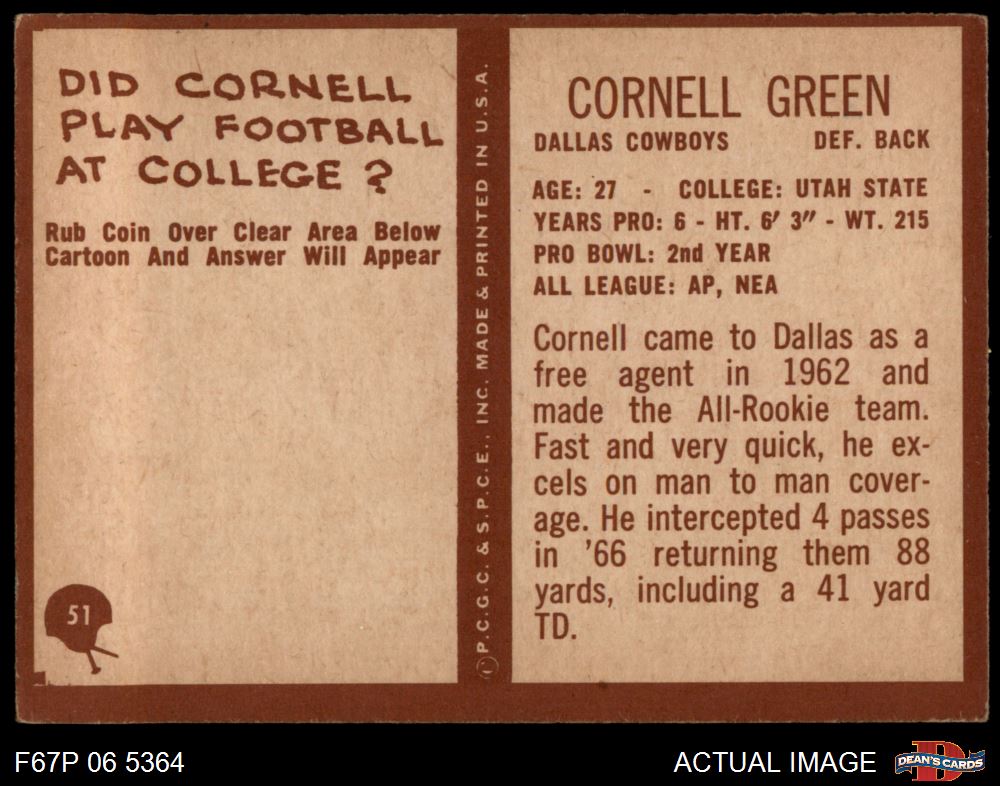 DID CORNELL
PLAY FOOTBALL
AT COLLEGE ?
Rub Coin Over Clear Area Below
Cartoon And Answer Will Appear
51
© P.C.G.C. & S.P.C.E., INC. MADE & PRINTED IN U.S.A.
CORNELL GREEN
DALLAS COWBOYS DEF. BACK
AGE: 27 - COLLEGE: UTAH STATE
YEARS PRO: 6 - HT. 6' 3" - WT. 215
PRO BOWL: 2nd YEAR
ALL LEAGUE: AP, NEA
Cornell came to Dallas as a
free agent in 1962 and
made the All-Rookie team.
Fast and very quick, he ex-
cels on man to man cover-
age. He intercepted 4 passes
in '66 returning them 88
yards, including a 41 yard
TD.
F67P 06 5364
ACTUAL IMAGE
D
DEAN'S CARDS